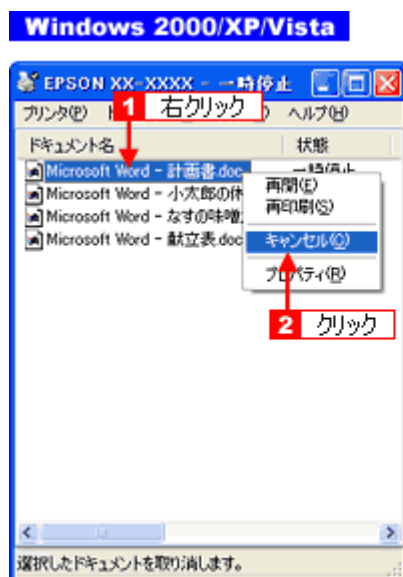 Windows 2000/XP/Vista
EPSON XX-XXXX - 一時停止
プリンタ(P) ヘルプ(H)
1 右クリック
ドキュメント名 状態
Microsoft Word - 計画書.doc 一時停止
Microsoft Word - 小太郎の休
Microsoft Word - なすの味噌
Microsoft Word - 献立表.doc
再開(E)
再印刷(S)
キャンセル(C)
プロパティ(R)
2 クリック
選択したドキュメントを取り消します。